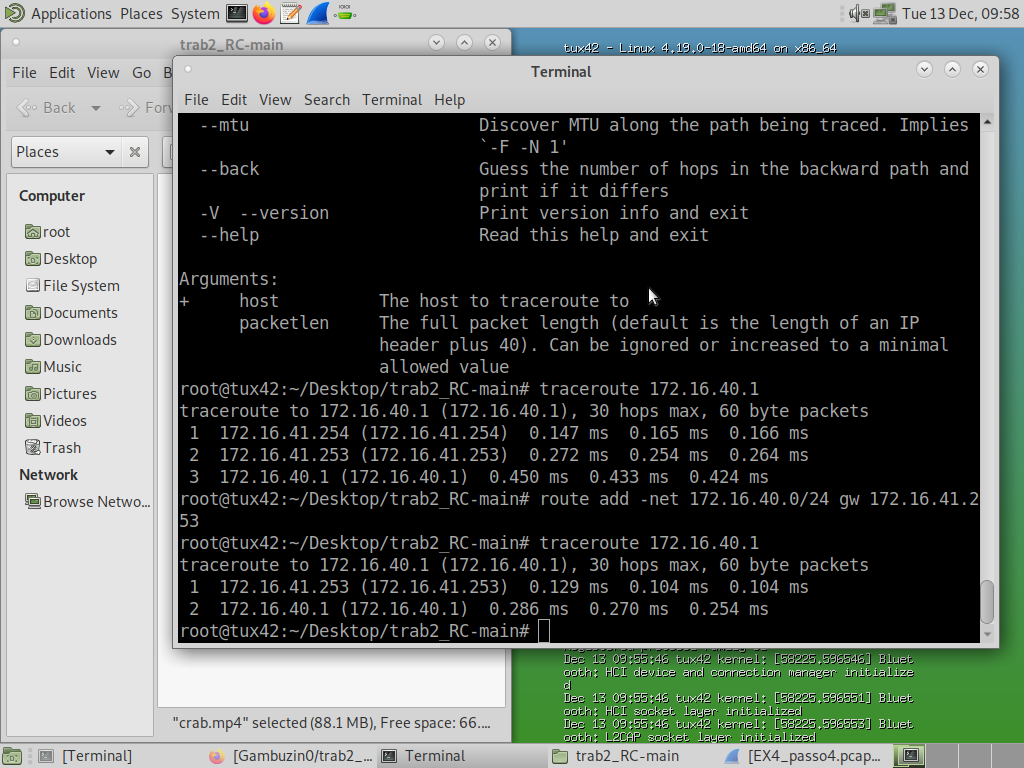 Applications Places System
Tue 13 Dec, 09:58
trab2_RC-main
tux42 - Linux 4.19.0-18-amd64 on x86_64
File Edit View Go B
Back
Forw
Places
Computer
root
Desktop
File System
Documents
Downloads
Music
Pictures
Videos
Trash
Network
Browse Netwo...
"crab.mp4" selected (88.1 MB), Free space: 66....
Terminal
File Edit View Search Terminal Help
--mtu Discover MTU along the path being traced. Implies
`-F -N 1'
--back Guess the number of hops in the backward path and
print if it differs
-V --version Print version info and exit
--help Read this help and exit
Arguments:
+ host The host to traceroute to
packetlen The full packet length (default is the length of an IP
header plus 40). Can be ignored or increased to a minimal
allowed value
root@tux42:~/Desktop/trab2_RC-main# traceroute 172.16.40.1
traceroute to 172.16.40.1 (172.16.40.1), 30 hops max, 60 byte packets
1 172.16.41.254 (172.16.41.254) 0.147 ms 0.165 ms 0.166 ms
2 172.16.41.253 (172.16.41.253) 0.272 ms 0.254 ms 0.264 ms
3 172.16.40.1 (172.16.40.1) 0.450 ms 0.433 ms 0.424 ms
root@tux42:~/Desktop/trab2_RC-main# route add -net 172.16.40.0/24 gw 172.16.41.2
53
root@tux42:~/Desktop/trab2_RC-main# traceroute 172.16.40.1
traceroute to 172.16.40.1 (172.16.40.1), 30 hops max, 60 byte packets
1 172.16.41.253 (172.16.41.253) 0.129 ms 0.104 ms 0.104 ms
2 172.16.40.1 (172.16.40.1) 0.286 ms 0.270 ms 0.254 ms
root@tux42:~/Desktop/trab2_RC-main#
Dec 13 09:55:46 tux42 kernel: [58225.596546] Bluet
ooth: HCI device and connection manager initialize
d
Dec 13 09:55:46 tux42 kernel: [58225.596551] Bluet
ooth: HCI socket layer initialized
Dec 13 09:55:46 tux42 kernel: [58225.596553] Bluet
ooth: L2CAP socket layer initialized
[Terminal]
[Gambuzin0/trab2_...
Terminal
trab2_RC-main
[EX4_passo4.pcap...